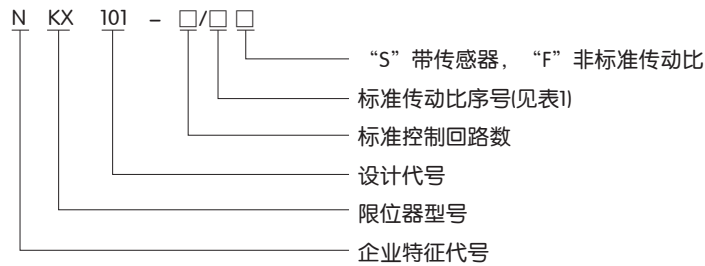 N KX 101 - □/□ □
“S”带传感器，“F”非标准传动比
标准传动比序号(见表1)
标准控制回路数
设计代号
限位器型号
企业特征代号